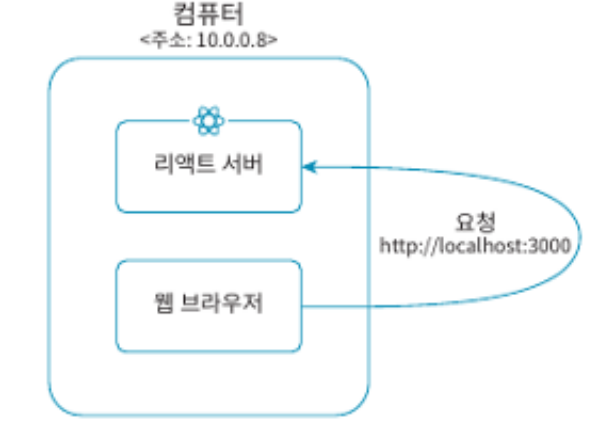 컴퓨터
<주소: 10.0.0.8>
리액트 서버
요청
http://localhost:3000
웹 브라우저